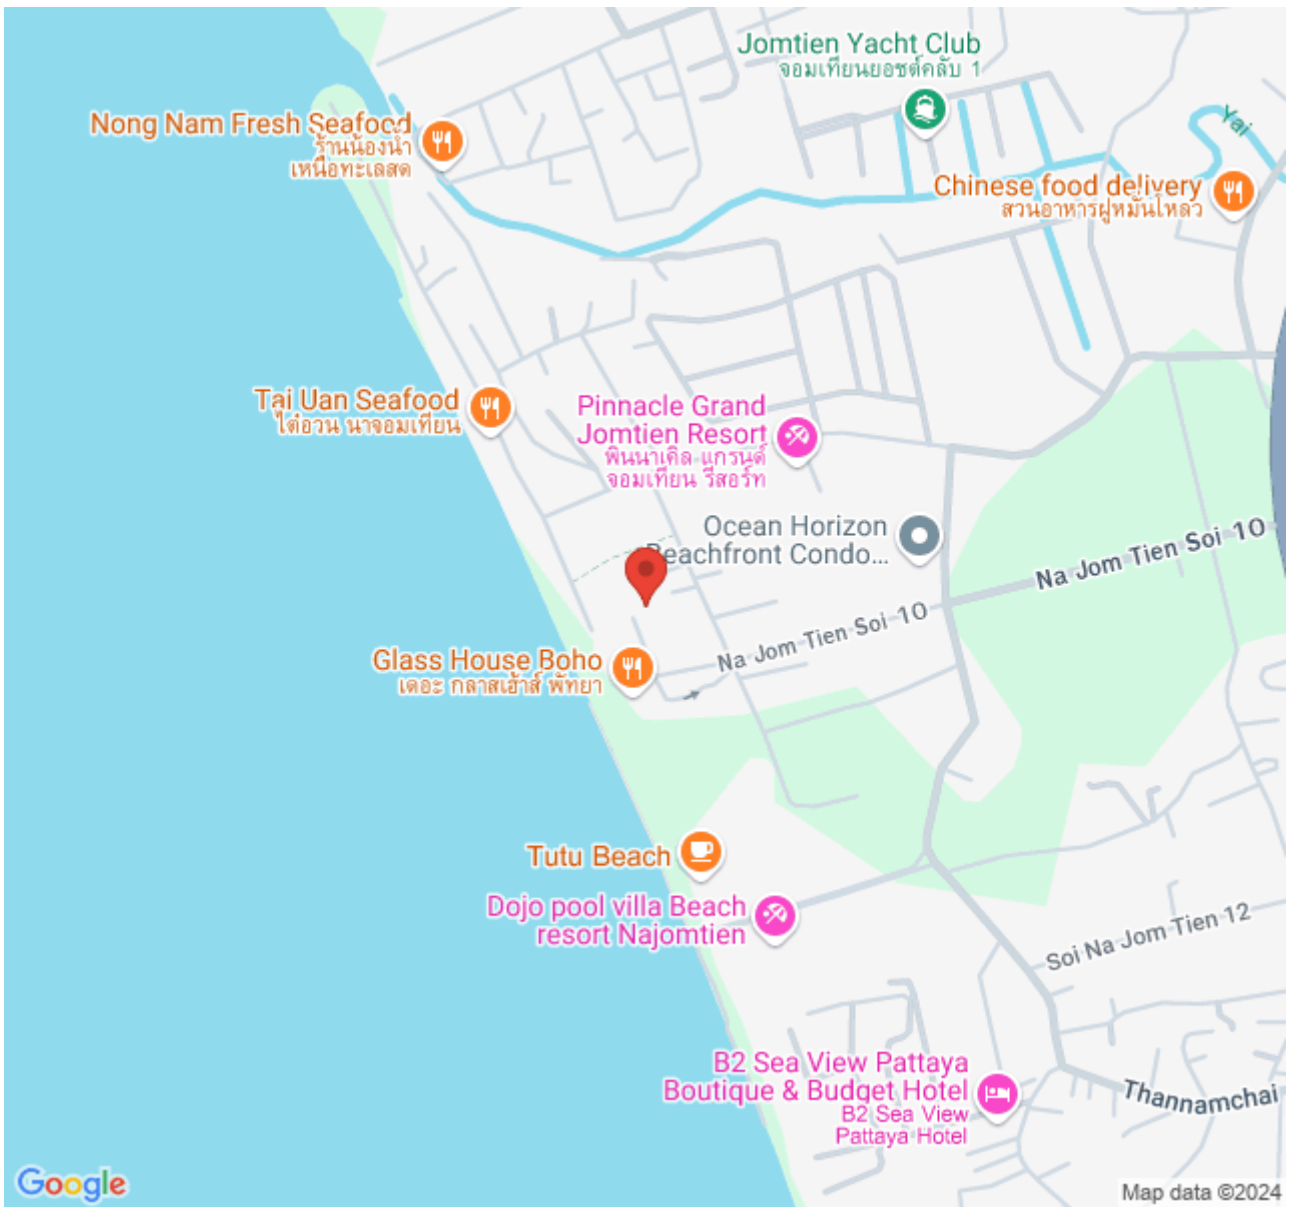 Jomtien Yacht Club
จอมเทียนยอชต์คลับ 1
Nong Nam Fresh Seafood
ร้านน้องน้ำ
เหนือทะเลสด
Yai
Chinese food delivery
สวนอาหารฝูหมั่นโหลว
Tai Uan Seafood
ไต๋อวน นาจอมเทียน
Pinnacle Grand
Jomtien Resort
พินนาเคิล แกรนด์
จอมเทียน รีสอร์ท
Ocean Horizon
Beachfront Condo...
Na Jom Tien Soi 10
Na Jom Tien Soi 10
Glass House Boho
เดอะ กลาสเฮ้าส์ พัทยา
Tutu Beach
Dojo pool villa Beach
resort Najomtien
Soi Na Jom Tien 12
B2 Sea View Pattaya
Boutique & Budget Hotel
B2 Sea View
Pattaya Hotel
Thannamchai
Google
Map data ©2024